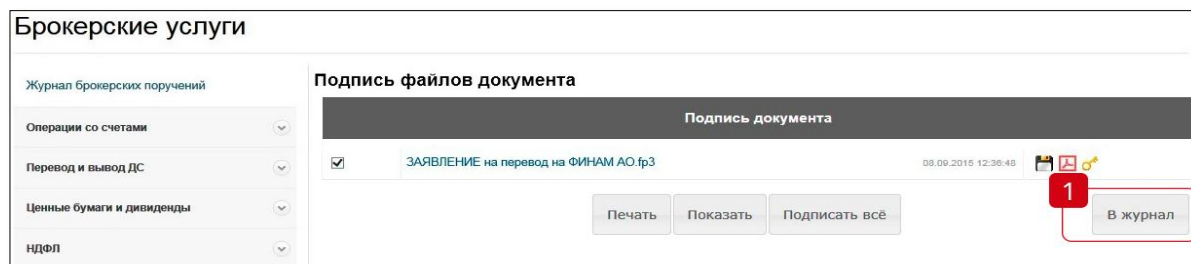 Брокерские услуги
Журнал брокерских поручений
Операции со счетами
Перевод и вывод ДС
Ценные бумаги и дивиденды
НДФЛ
Подпись файлов документа
Подпись документа
ЗАЯВЛЕНИЕ на перевод на ФИНАМ АО.fp3 08.09.2015 12:36:48
1
Печать Показать Подписать всё В журнал